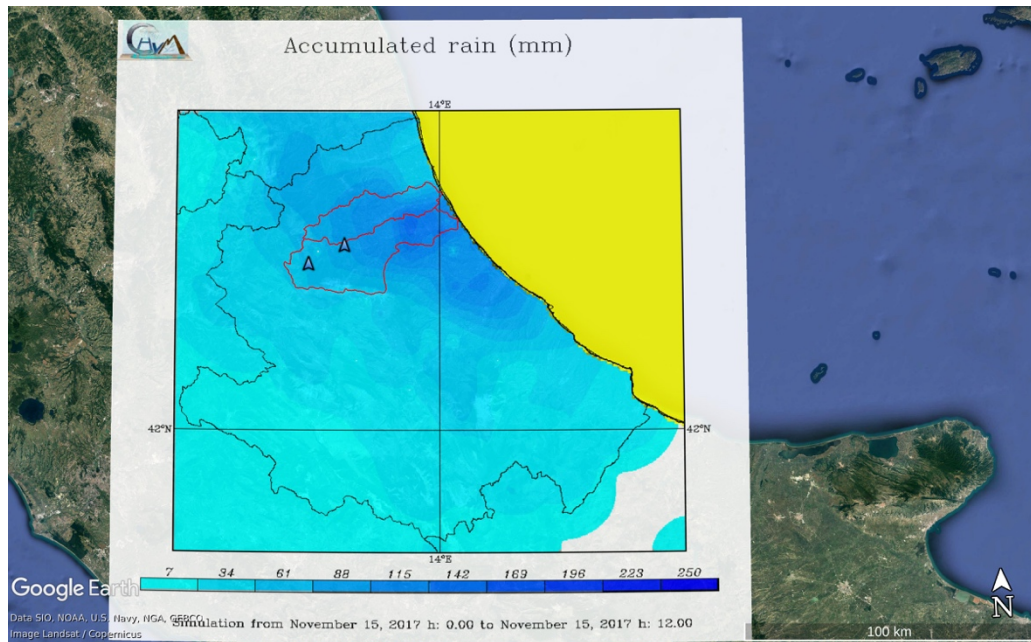 CHyM
Accumulated rain (mm)
14°E
42°N
42°N
14°E
7 34 61 88 115 142 169 196 223 250
Simulation from November 15, 2017 h: 0.00 to November 15, 2017 h: 12.00
Google Earth
Data SIO, NOAA, U.S. Navy, NGA, GEBCO
Image Landsat / Copernicus
100 km
N